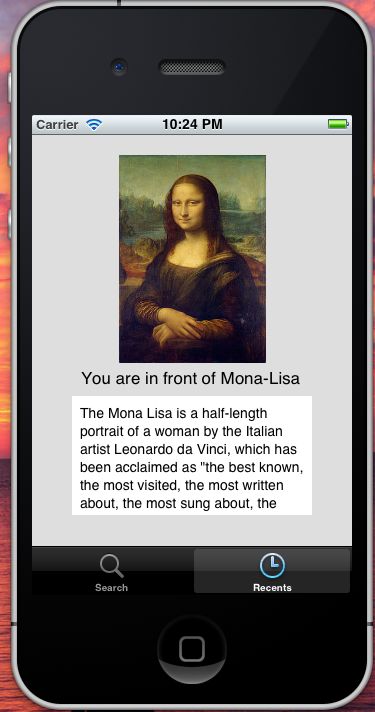 Carrier 10:24 PM
You are in front of Mona-Lisa
The Mona Lisa is a half-length
portrait of a woman by the Italian
artist Leonardo da Vinci, which has
been acclaimed as "the best known,
the most visited, the most written
about, the most sung about, the
Search Recents